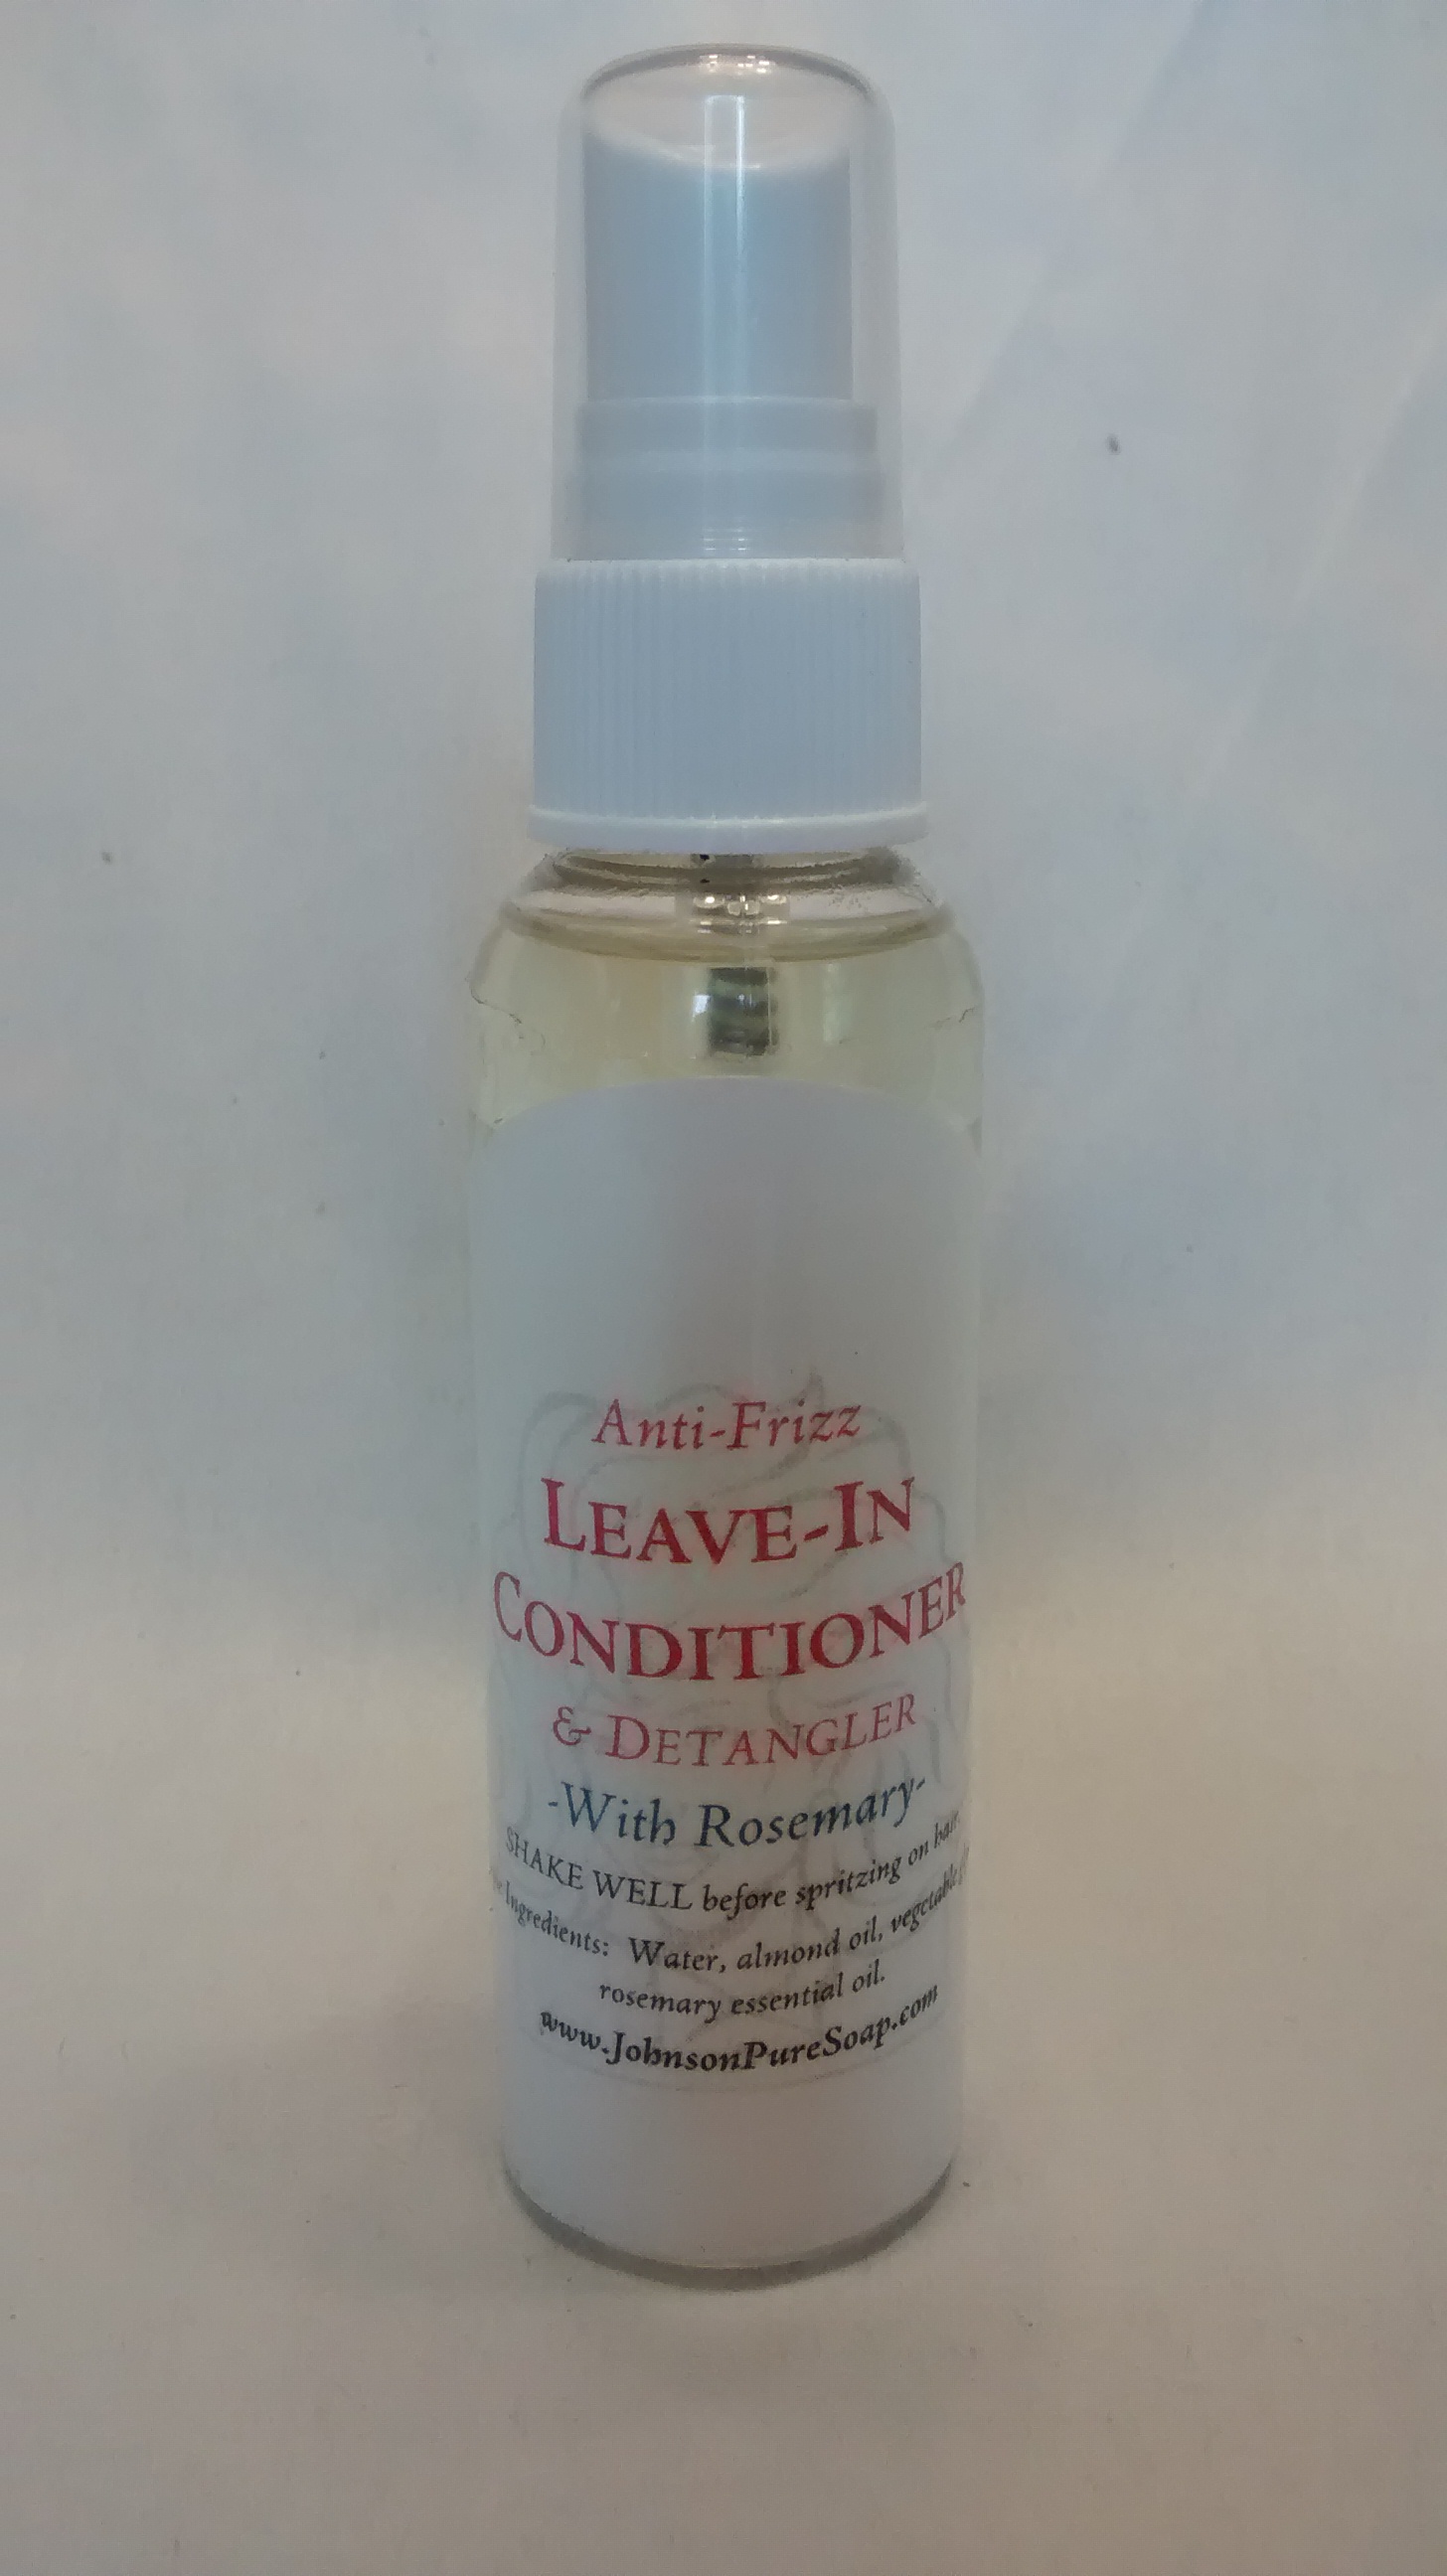 Anti-Frizz
LEAVE-IN
CONDITIONER
& DETANGLER
-With Rosemary-
SHAKE WELL before spritzing on hair.
Ingredients: Water, almond oil, vegetable
rosemary essential oil.
www.JohnsonPureSoap.com